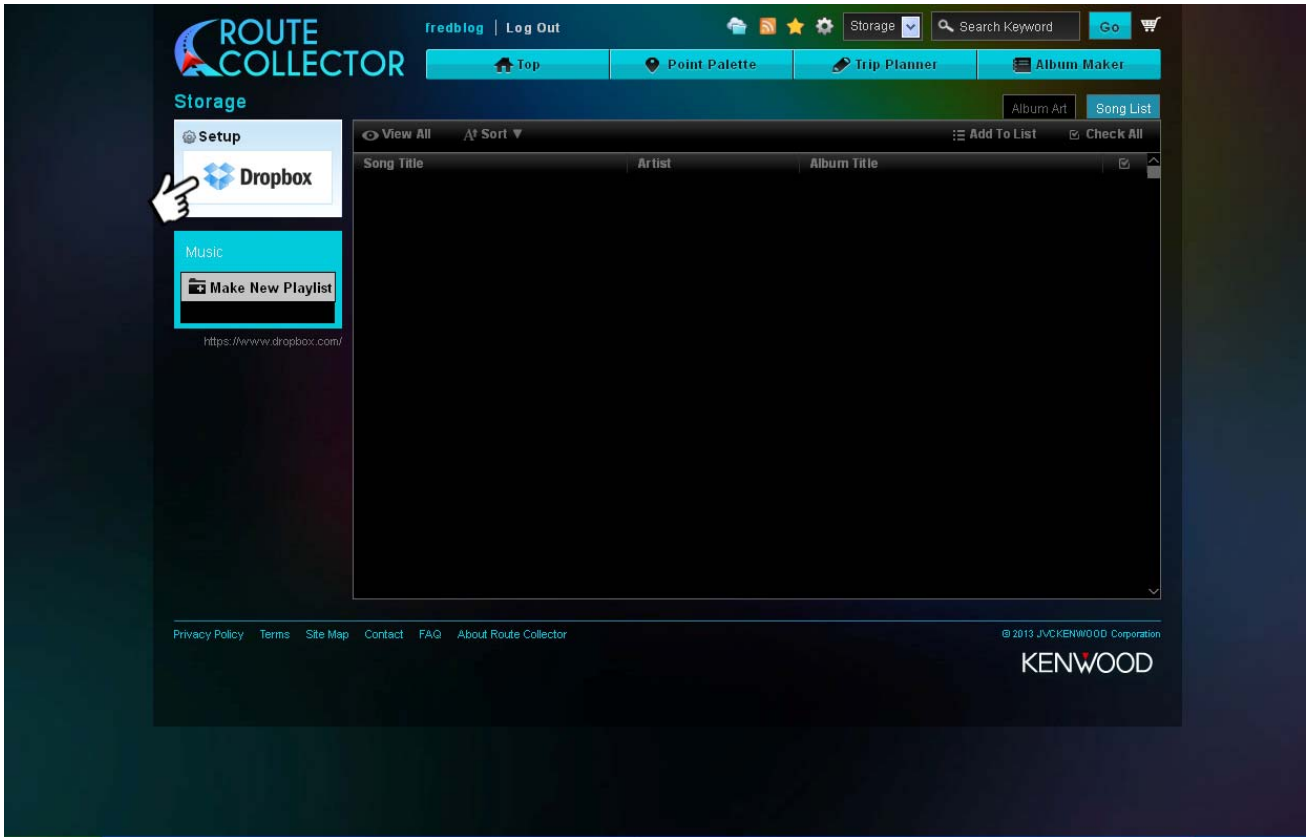 ROUTE
COLLECTOR
fredblog | Log Out
Storage
Search Keyword
Go
Top
Point Palette
Trip Planner
Album Maker
Storage
Album Art
Song List
Setup
Dropbox
View All
Sort ▼
Add To List
Check All
Song Title
Artist
Album Title
Music
Make New Playlist
https://www.dropbox.com/
Privacy Policy Terms Site Map Contact FAQ About Route Collector
© 2013 JVCKENWOOD Corporation
KENWOOD